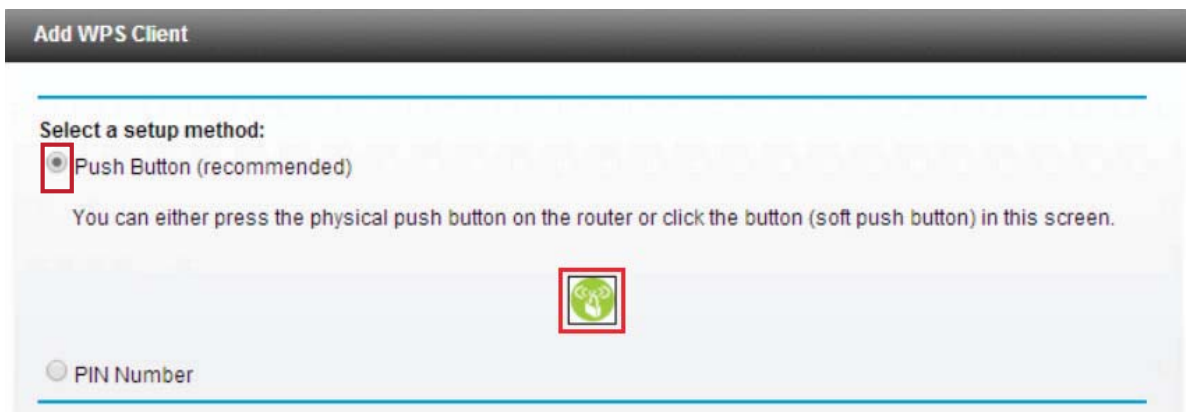 Add WPS Client
Select a setup method:
Push Button (recommended)
You can either press the physical push button on the router or click the button (soft push button) in this screen.
PIN Number